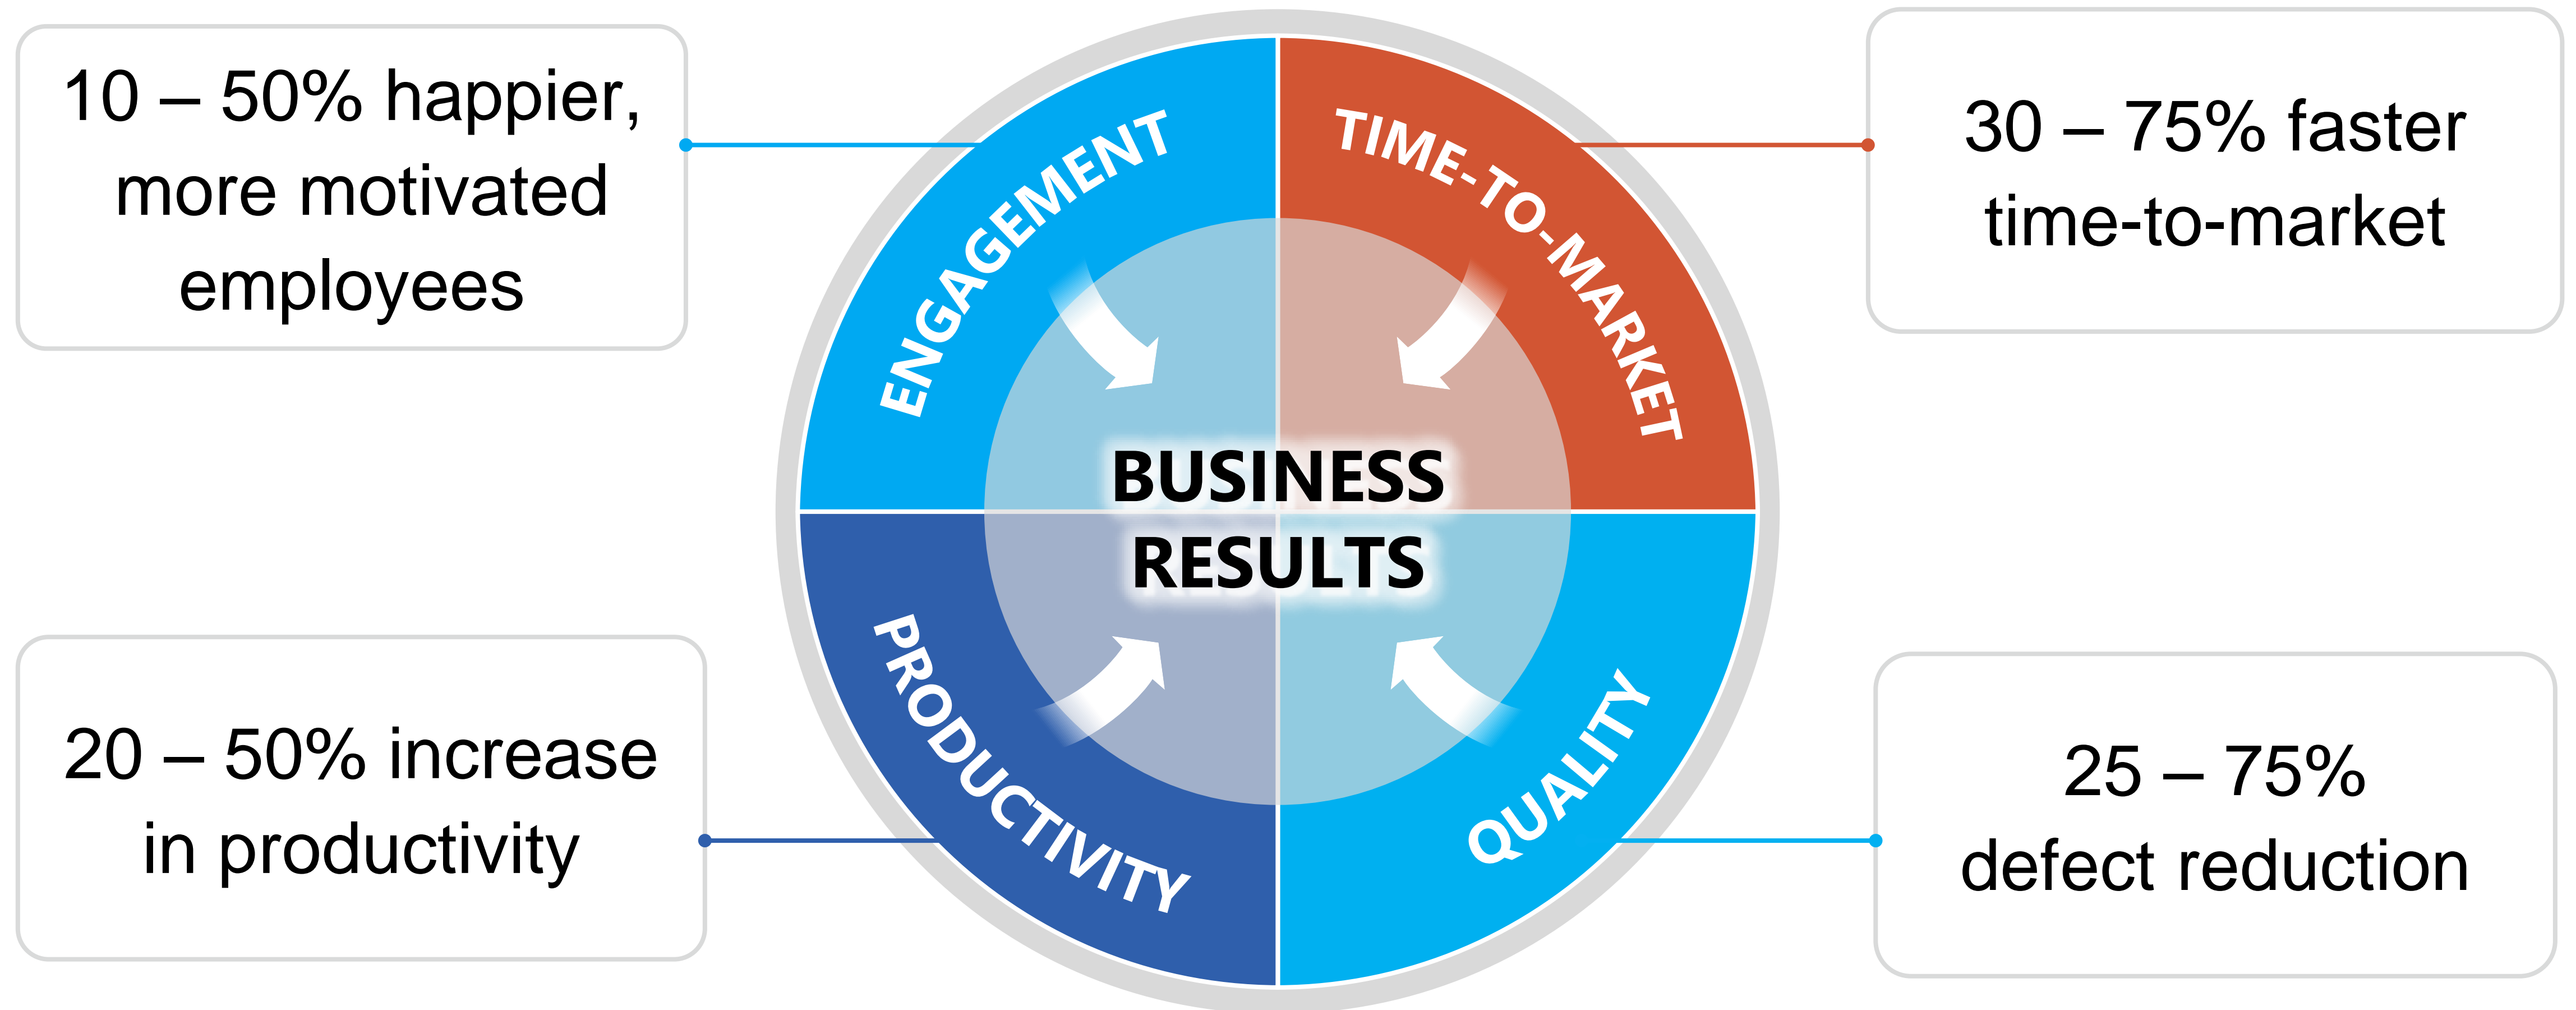 10 – 50% happier,
more motivated
employees
ENGAGEMENT
TIME-TO-MARKET
30 – 75% faster
time-to-market
BUSINESS
RESULTS
20 – 50% increase
in productivity
PRODUCTIVITY
QUALITY
25 – 75%
defect reduction